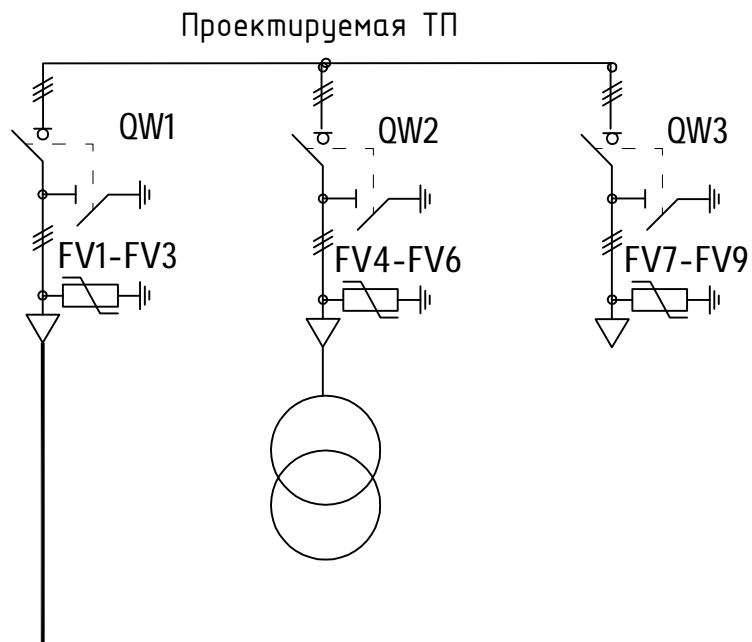 Проектируемая ТП
QW1
QW2
QW3
FV1-FV3
FV4-FV6
FV7-FV9